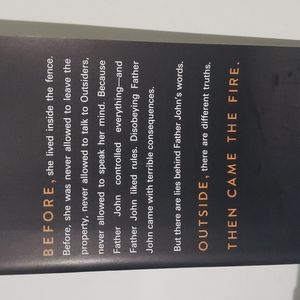 BEFORE, she lived inside the fence.
Before, she was never allowed to leave the
property, never allowed to talk to Outsiders,
never allowed to speak her mind. Because
Father John controlled everything—and
Father John liked rules. Disobeying Father
John came with terrible consequences.
But there are lies behind Father John's words.
OUTSIDE, there are different truths.
THEN CAME THE FIRE.